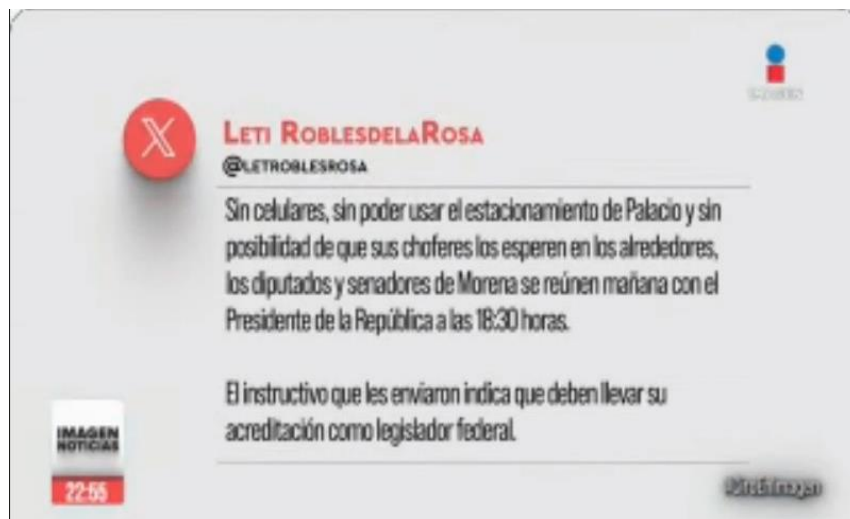 IMAGEN
LETI ROBLESDELAROSA
@LETROBLESROSA
Sin celulares, sin poder usar el estacionamiento de Palacio y sin
posibilidad de que sus choferes los esperen en los alrededores,
los diputados y senadores de Morena se reúnen mañana con el
Presidente de la República a las 18:30 horas.
El instructivo que les enviaron indica que deben llevar su
acreditación como legislador federal.
IMAGEN
NOTICIAS
22:55